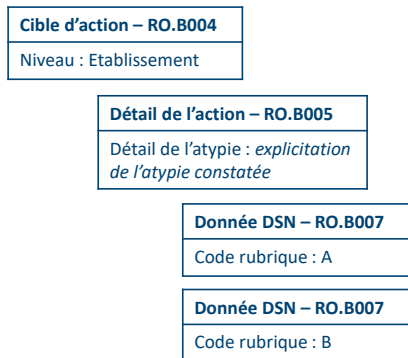 Cible d’action – RO.B004
Niveau : Etablissement
Détail de l’action – RO.B005
Détail de l’atypie : explicitation
de l’atypie constatée
Donnée DSN – RO.B007
Code rubrique : A
Donnée DSN – RO.B007
Code rubrique : B